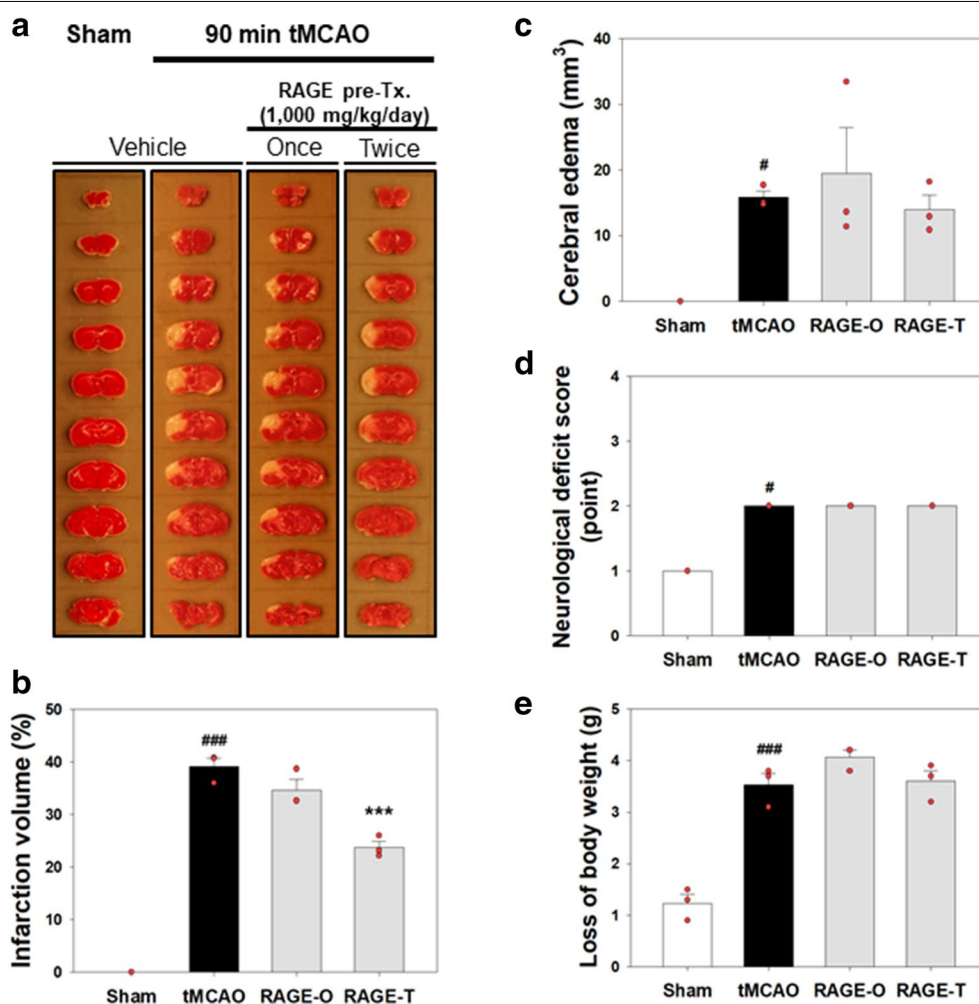 a
Sham
90 min tMCAO
RAGE pre-Tx.
(1,000 mg/kg/day)
Vehicle
Once
Twice
b
Infarction volume (%)
50
40
30
20
10
0
###
***
Sham
tMCAO
RAGE-O
RAGE-T
c
Cerebral edema (mm³)
40
30
20
10
0
#
Sham
tMCAO
RAGE-O
RAGE-T
d
Neurological deficit score
(point)
4
3
2
1
0
#
Sham
tMCAO
RAGE-O
RAGE-T
e
Loss of body weight (g)
5
4
3
2
1
0
###
Sham
tMCAO
RAGE-O
RAGE-T